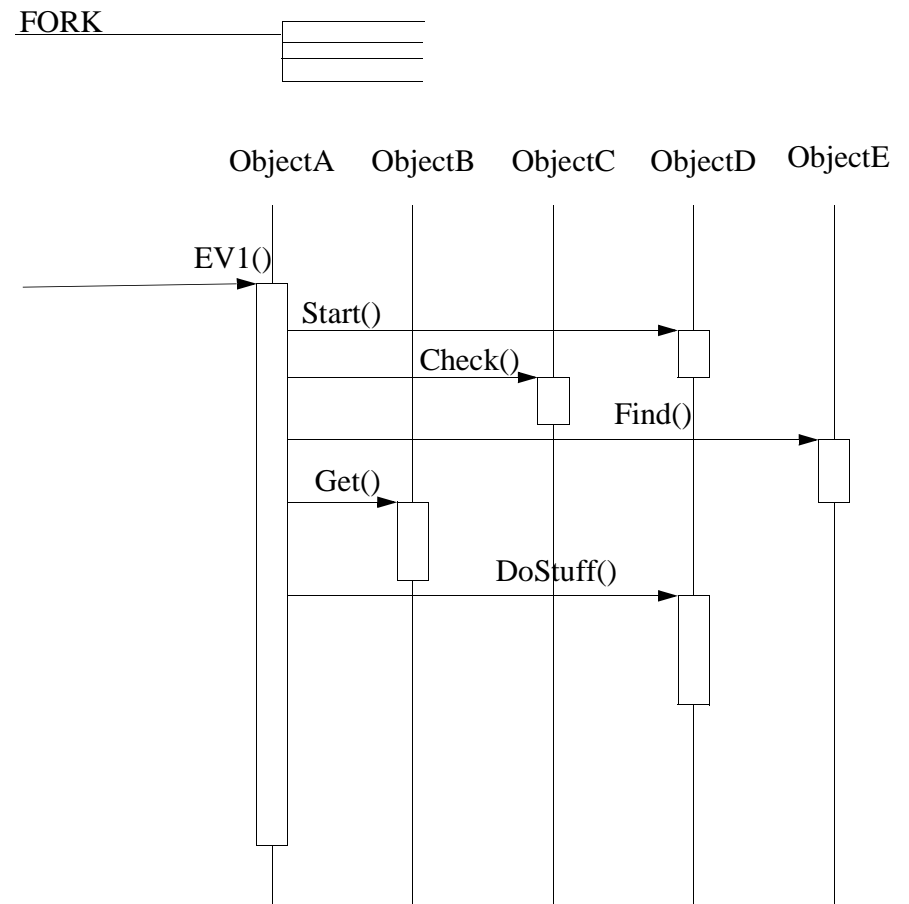 FORK
ObjectA ObjectB ObjectC ObjectD ObjectE
EV1()
Start()
Check()
Find()
Get()
DoStuff()